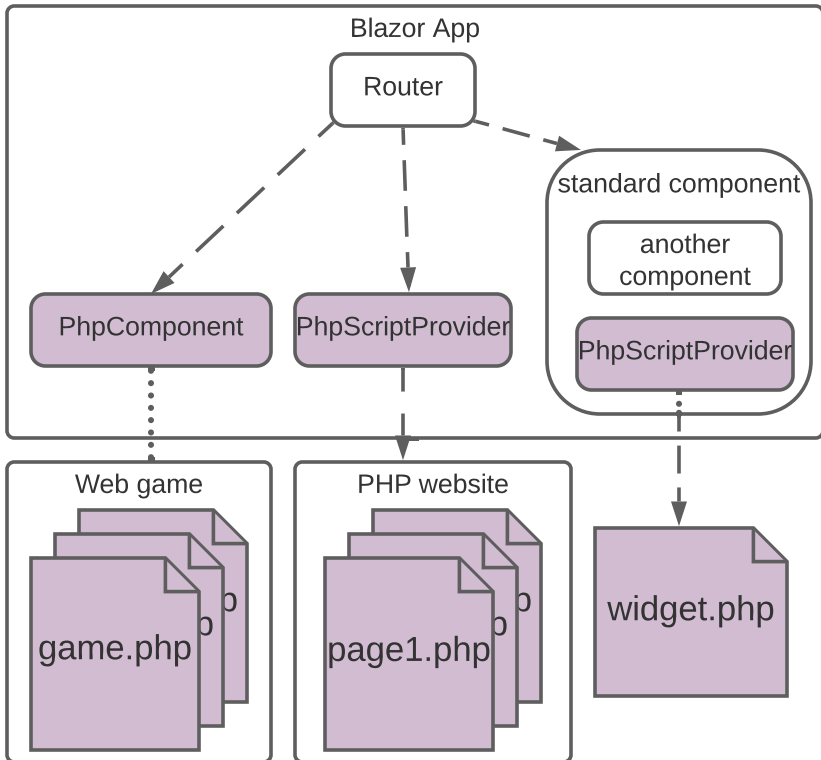 Blazor App
Router
standard component
another
component
PhpComponent
PhpScriptProvider
PhpScriptProvider
Web game
PHP website
p
p
game.php
p
p
page1.php
widget.php